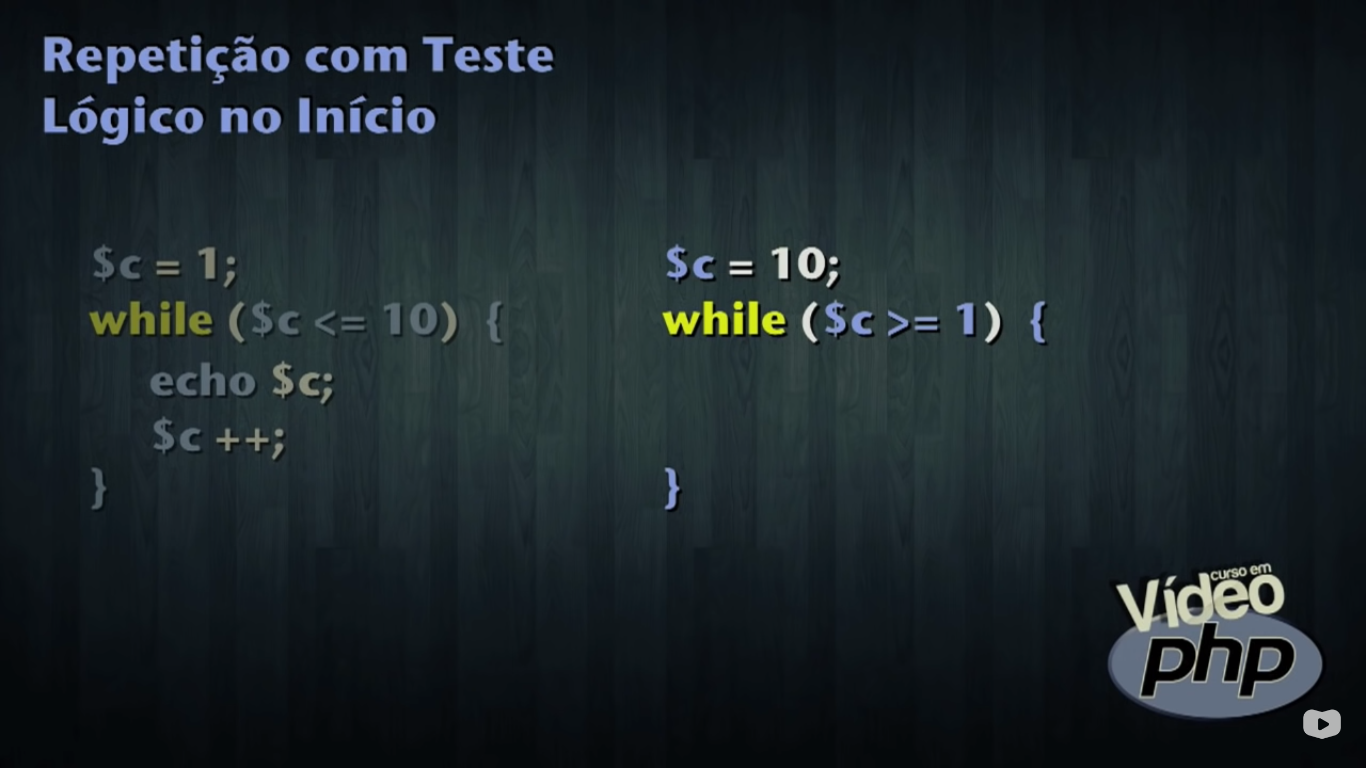 Repetição com Teste
Lógico no Início
$c = 1;
while ($c <= 10) {
echo $c;
$c ++;
}
$c = 10;
while ($c >= 1) {
}
curso em
Vídeo
php